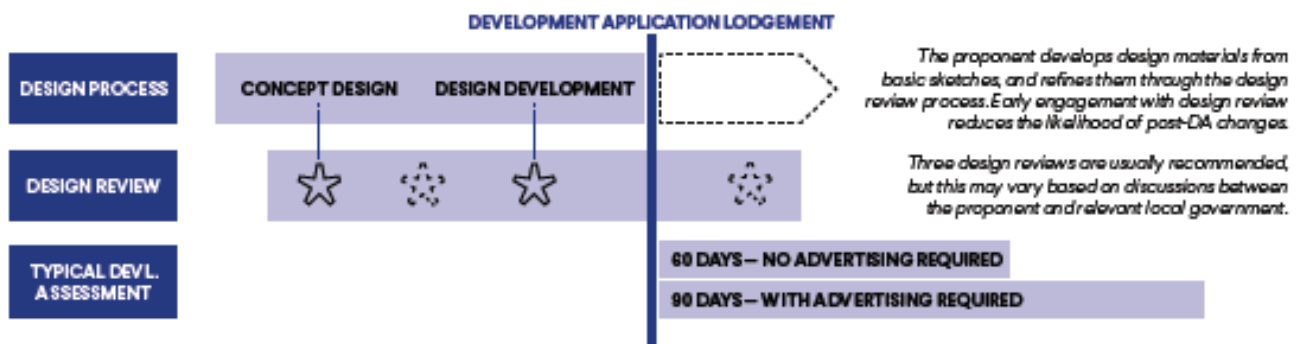 DEVELOPMENT APPLICATION LODGEMENT
DESIGN PROCESS
CONCEPT DESIGN
DESIGN DEVELOPMENT
The proponent develops design materials from
basic sketches, and refines them through the design
review process. Early engagement with design review
reduces the likelihood of post-DA changes.
DESIGN REVIEW
Three design reviews are usually recommended,
but this may vary based on discussions between
the proponent and relevant local government.
TYPICAL DEVL.
ASSESSMENT
60 DAYS — NO ADVERTISING REQUIRED
90 DAYS — WITH ADVERTISING REQUIRED